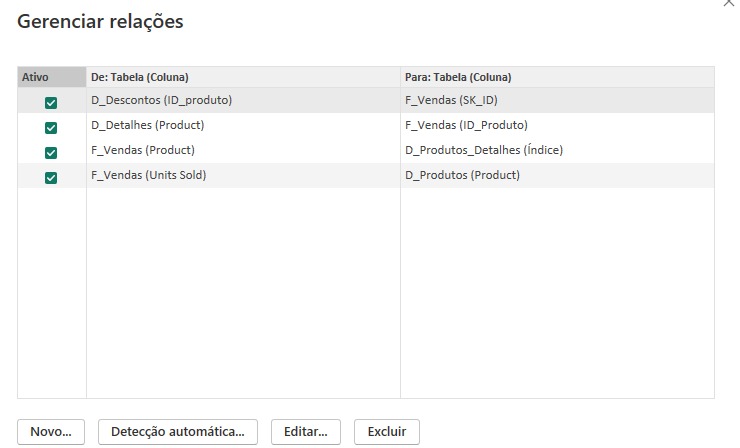 Gerenciar relações
Ativo De: Tabela (Coluna) Para: Tabela (Coluna)
D_Descontos (ID_produto) F_Vendas (SK_ID)
D_Detalhes (Product) F_Vendas (ID_Produto)
F_Vendas (Product) D_Produtos_Detalhes (Índice)
F_Vendas (Units Sold) D_Produtos (Product)
Novo... Detecção automática... Editar... Excluir